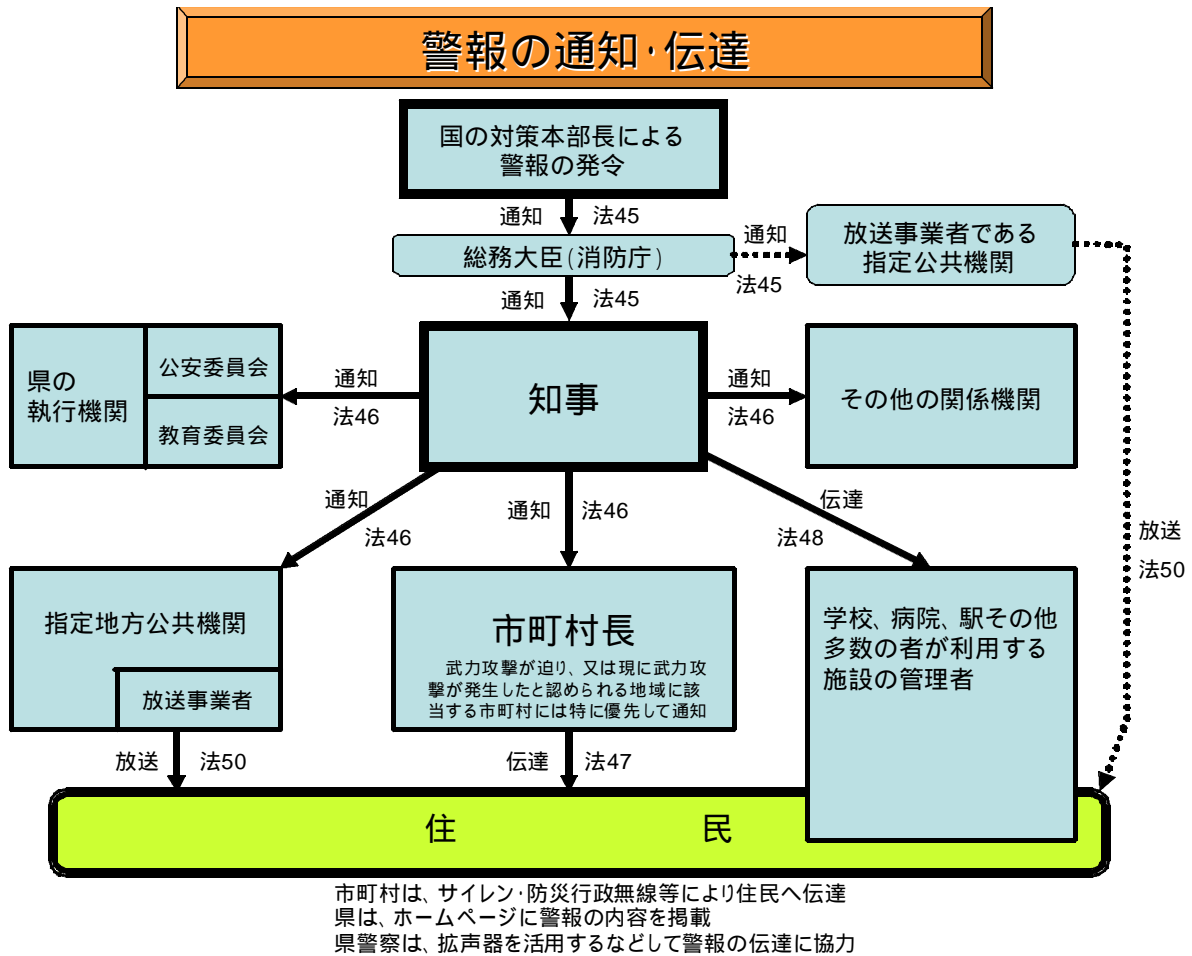 警報の通知･伝達
国の対策本部長による
警報の発令
通知
法45
総務大臣(消防庁)
通知
法45
放送事業者である
指定公共機関
通知
法45
県の
執行機関
公安委員会
教育委員会
通知
法46
知事
通知
法46
その他の関係機関
通知
法46
通知
法46
伝達
法48
放送
法50
指定地方公共機関
放送事業者
市町村長
武力攻撃が迫り、又は現に武力攻
撃が発生したと認められる地域に該
当する市町村には特に優先して通知
学校、病院、駅その他
多数の者が利用する
施設の管理者
放送
法50
伝達
法47
住 民
市町村は、サイレン･防災行政無線等により住民へ伝達
県は、ホームページに警報の内容を掲載
県警察は、拡声器を活用するなどして警報の伝達に協力